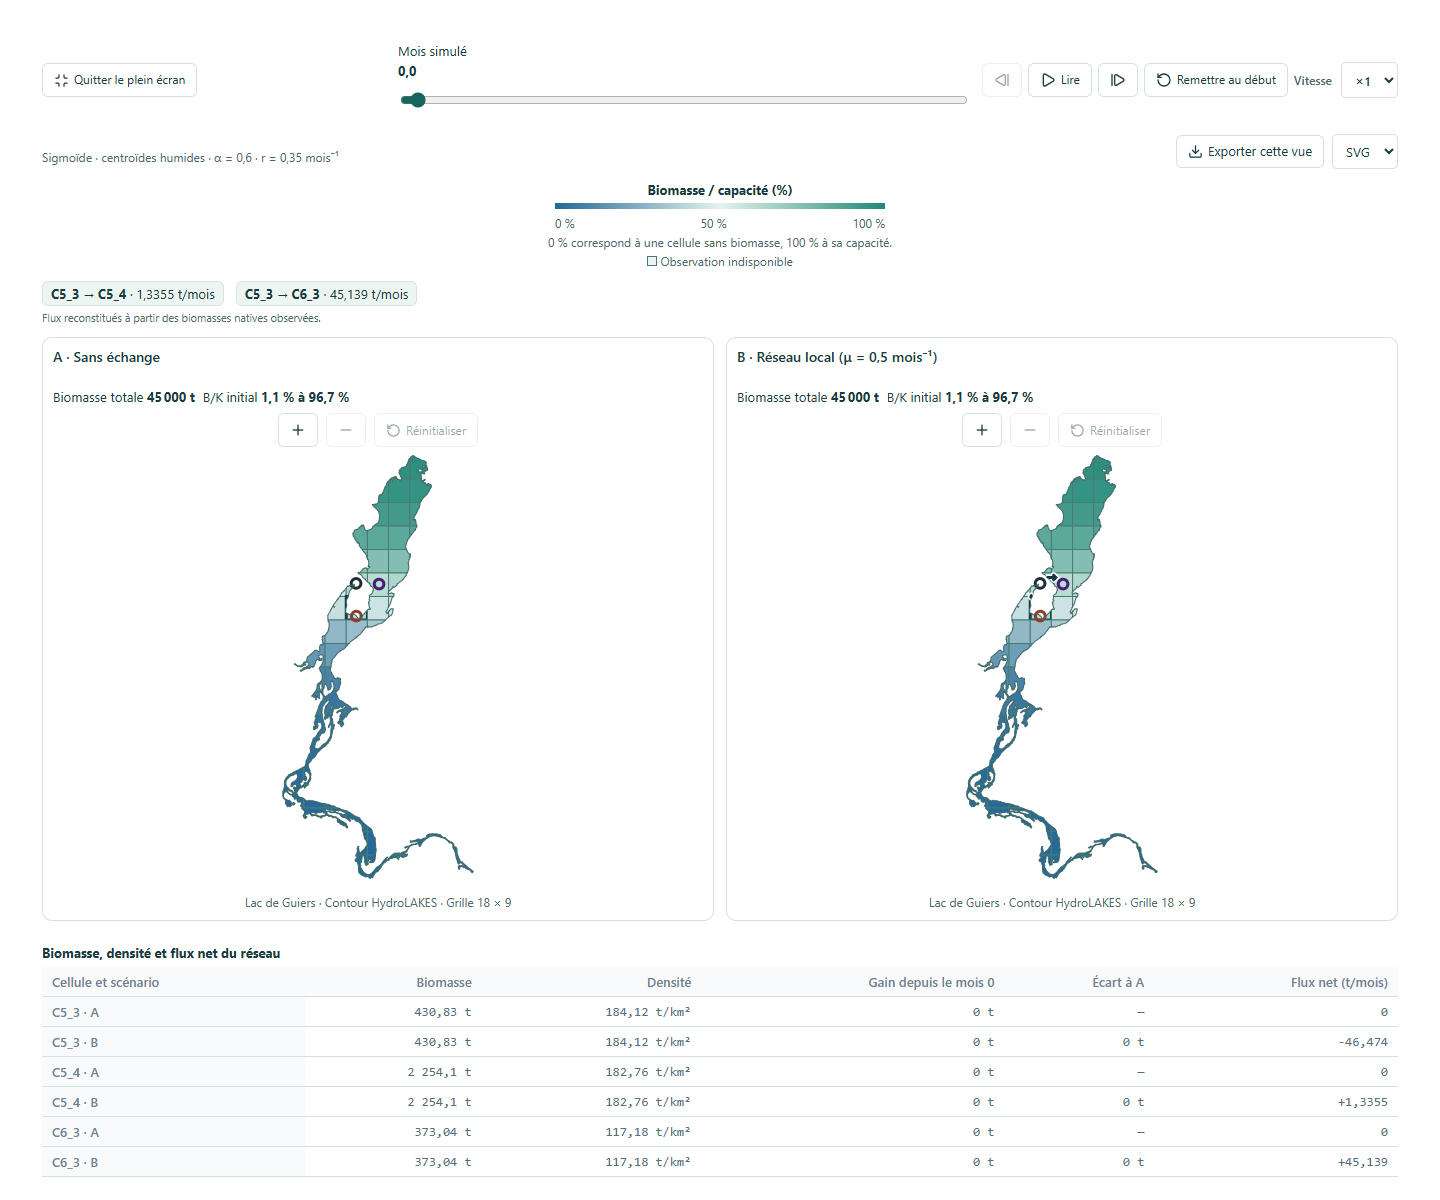 Mois simulé
0,0
Quitter le plein écran
Lire
Remettre au début
Vitesse
×1
Sigmoïde · centroïdes humides · α = 0,6 · r = 0,35 mois⁻¹
Exporter cette vue
SVG
Biomasse / capacité (%)
0 % 50 % 100 %
0 % correspond à une cellule sans biomasse, 100 % à sa capacité.
Observation indisponible
C5_3 → C5_4 · 1,3355 t/mois
C5_3 → C6_3 · 45,139 t/mois
Flux reconstitués à partir des biomasses natives observées.
A · Sans échange
Biomasse totale 45 000 t B/K initial 1,1 % à 96,7 %
+ − Réinitialiser
Lac de Guiers · Contour HydroLAKES · Grille 18 × 9
B · Réseau local (μ = 0,5 mois⁻¹)
Biomasse totale 45 000 t B/K initial 1,1 % à 96,7 %
+ − Réinitialiser
Lac de Guiers · Contour HydroLAKES · Grille 18 × 9
Biomasse, densité et flux net du réseau
Cellule et scénario Biomasse Densité Gain depuis le mois 0 Écart à A Flux net (t/mois)
C5_3 · A 430,83 t 184,12 t/km² 0 t — 0
C5_3 · B 430,83 t 184,12 t/km² 0 t 0 t -46,474
C5_4 · A 2 254,1 t 182,76 t/km² 0 t — 0
C5_4 · B 2 254,1 t 182,76 t/km² 0 t 0 t +1,3355
C6_3 · A 373,04 t 117,18 t/km² 0 t — 0
C6_3 · B 373,04 t 117,18 t/km² 0 t 0 t +45,139